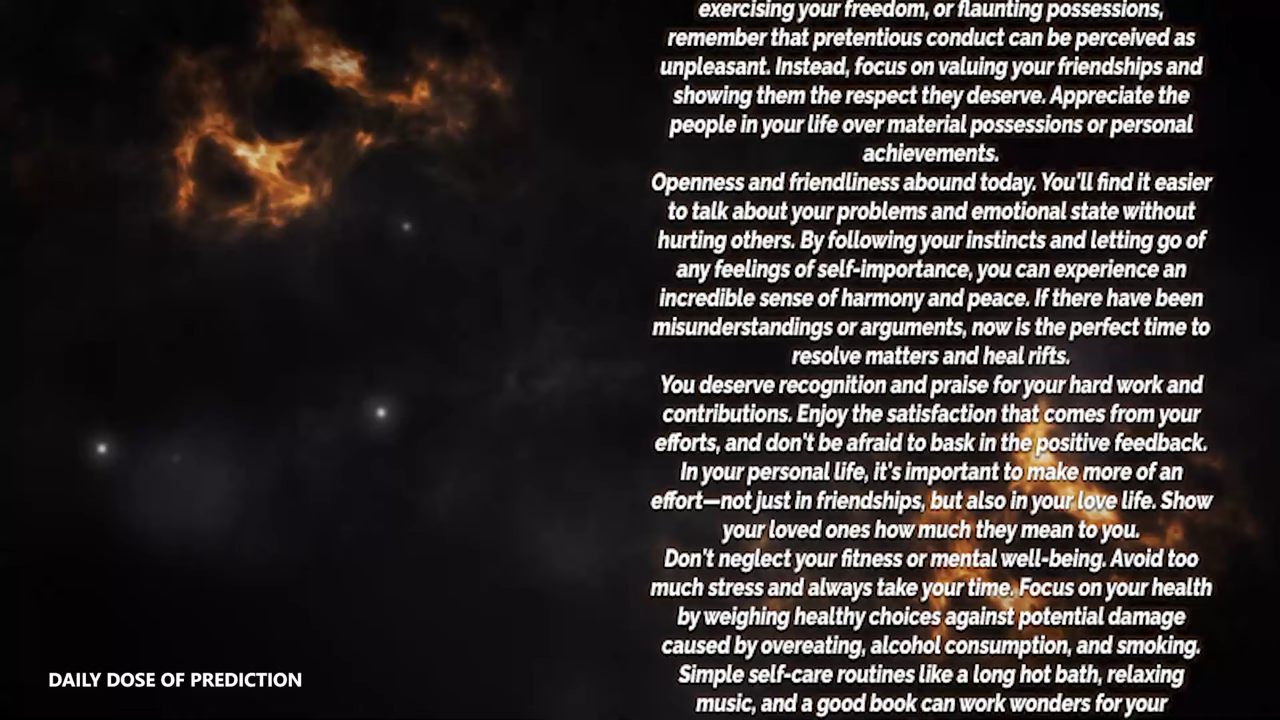 exercising your freedom, or flaunting possessions,
remember that pretentious conduct can be perceived as
unpleasant. Instead, focus on valuing your friendships and
showing them the respect they deserve. Appreciate the
people in your life over material possessions or personal
achievements.
Openness and friendliness abound today. You'll find it easier
to talk about your problems and emotional state without
hurting others. By following your instincts and letting go of
any feelings of self-importance, you can experience an
incredible sense of harmony and peace. If there have been
misunderstandings or arguments, now is the perfect time to
resolve matters and heal rifts.
You deserve recognition and praise for your hard work and
contributions. Enjoy the satisfaction that comes from your
efforts, and don't be afraid to bask in the positive feedback.
In your personal life, it's important to make more of an
effort—not just in friendships, but also in your love life. Show
your loved ones how much they mean to you.
Don't neglect your fitness or mental well-being. Avoid too
much stress and always take your time. Focus on your health
by weighing healthy choices against potential damage
caused by overeating, alcohol consumption, and smoking.
Simple self-care routines like a long hot bath, relaxing
music, and a good book can work wonders for your
DAILY DOSE OF PREDICTION